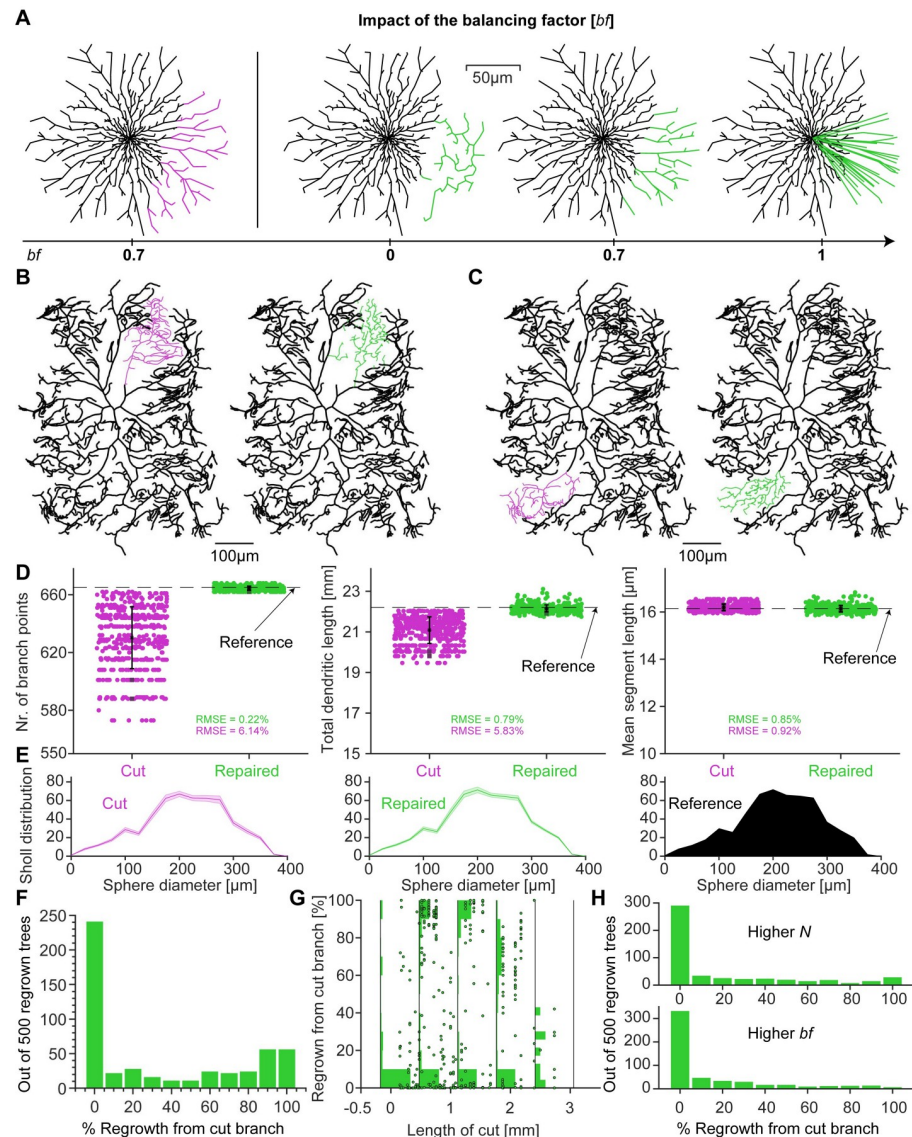 A
Impact of the balancing factor [bf]
50µm
bf 0.7 0 0.7 1
B
C
100µm 100µm
D
Nr. of branch points
660
620
580
550
Reference
RMSE = 0.22%
RMSE = 6.14%
Cut Repaired
Total dendritic length [mm]
23
21
19
17
15
Reference
RMSE = 0.79%
RMSE = 5.83%
Cut Repaired
Mean segment length [µm]
18
16
14
12
10
Reference
RMSE = 0.85%
RMSE = 0.92%
Cut Repaired
E
Sholl distribution
80
60
40
20
0
Cut
0 100 200 300 400
Sphere diameter [µm]
80
60
40
20
0
Repaired
0 100 200 300 400
Sphere diameter [µm]
80
60
40
20
0
Reference
0 100 200 300 400
Sphere diameter [µm]
F
Out of 500 regrown trees
250
200
150
100
50
0
0 20 40 60 80 100
% Regrowth from cut branch
G
Regrown from cut branch [%]
100
80
60
40
20
0
-0.5 0 1 2 3
Length of cut [mm]
H
Out of 500 regrown trees
300
200
100
0
Higher N
0 20 40 60 80 100
Out of 500 regrown trees
300
200
100
0
Higher bf
0 20 40 60 80 100
% Regrowth from cut branch